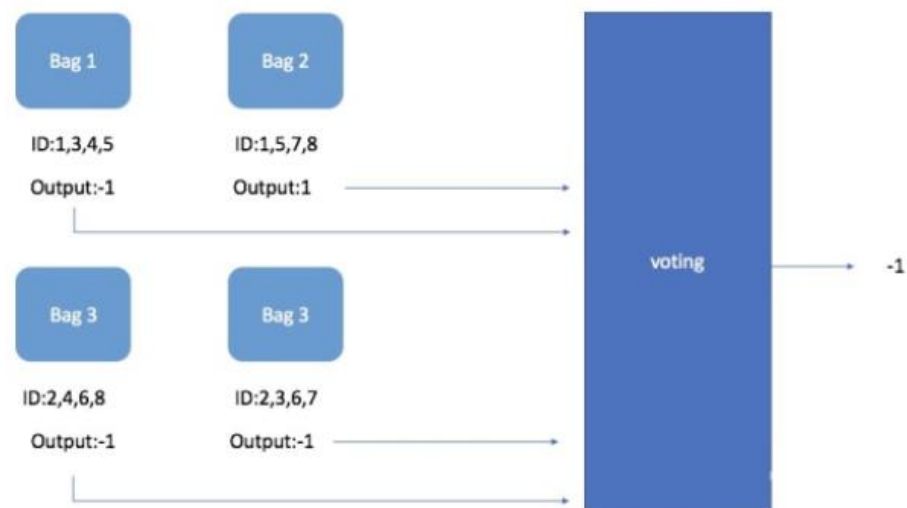 Bag 1
Bag 2
ID:1,3,4,5
ID:1,5,7,8
Output:-1
Output:1
voting
-1
Bag 3
Bag 3
ID:2,4,6,8
ID:2,3,6,7
Output:-1
Output:-1